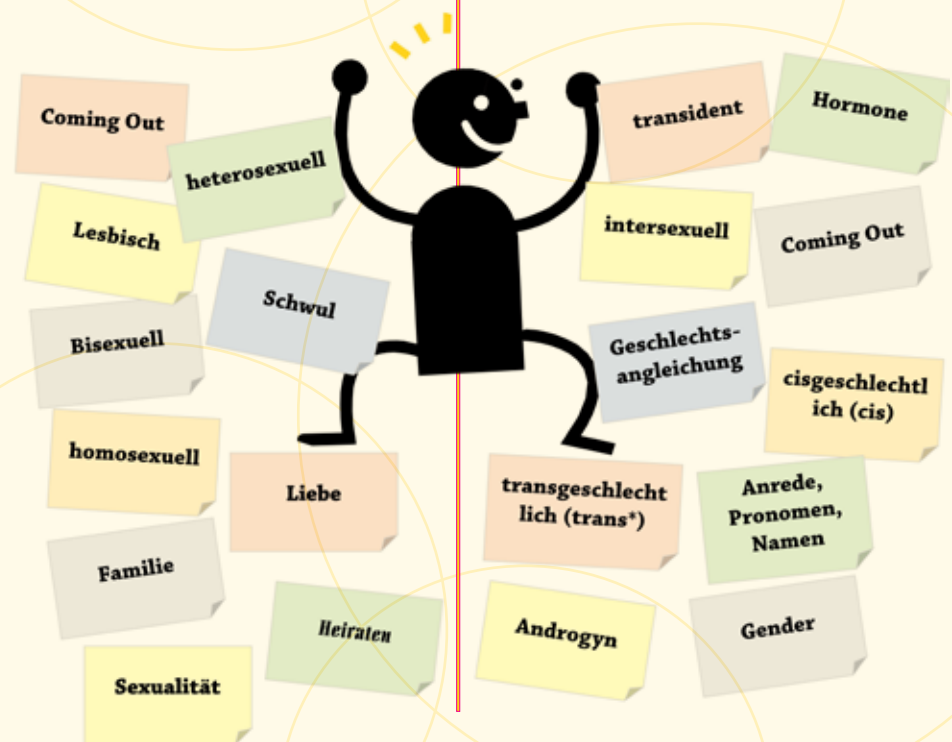 Coming Out
heterosexuell
Lesbisch
Schwul
Bisexuell
homosexuell
Liebe
Familie
Heiraten
Sexualität
transident
Hormone
intersexuell
Coming Out
Geschlechts-
angleichung
cisgeschlechtl
ich (cis)
transgeschlecht
lich (trans*)
Anrede,
Pronomen,
Namen
Androgyn
Gender